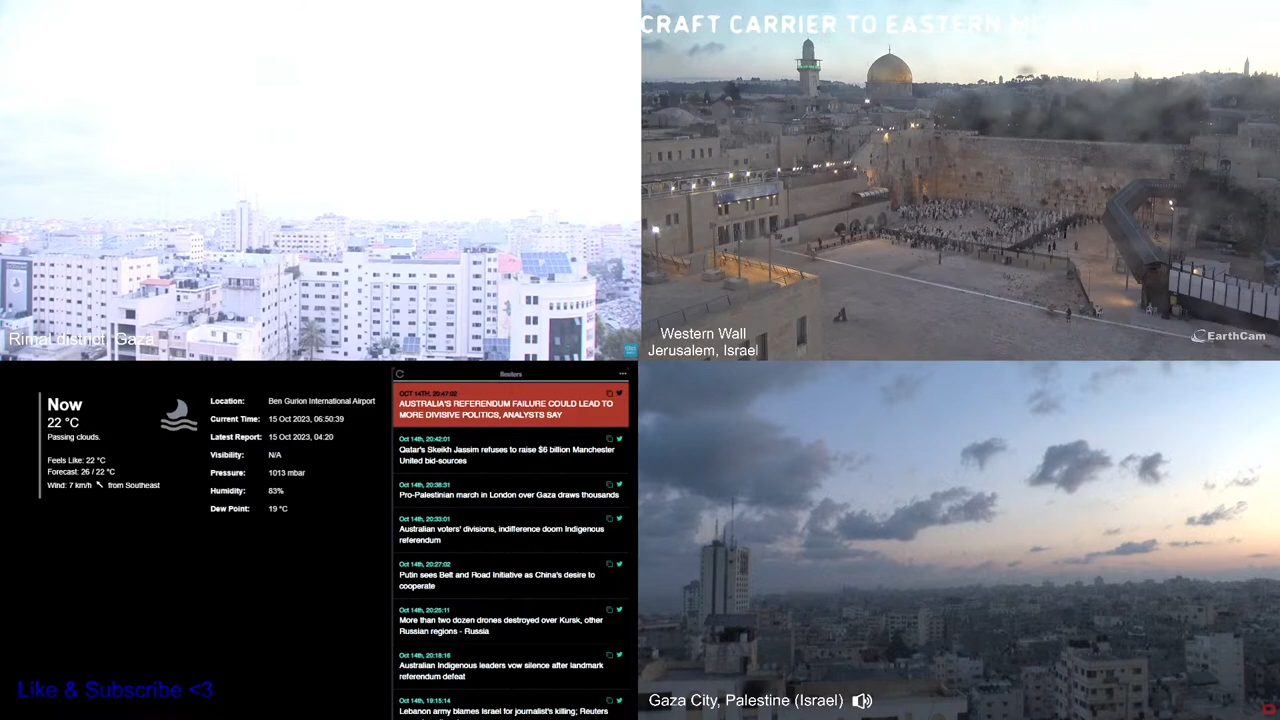 CRAFT CARRIER TO EASTERN
Rimal district, Gaza
Western Wall
Jerusalem, Israel
EarthCam
Now
22 °C
Passing clouds.
Feels Like: 22 °C
Forecast: 26 / 22 °C
Wind: 7 km/h from Southeast
Location: Ben Gurion International Airport
Current Time: 15 Oct 2023, 06:50:39
Latest Report: 15 Oct 2023, 04:20
Visibility: N/A
Pressure: 1013 mbar
Humidity: 83%
Dew Point: 19 °C
Like & Subscribe <3
Reuters
OCT 14TH, 20:47:02
AUSTRALIA'S REFERENDUM FAILURE COULD LEAD TO
MORE DIVISIVE POLITICS, ANALYSTS SAY
Oct 14th, 20:42:01
Qatar's Skeikh Jassim refuses to raise $6 billion Manchester
United bid-sources
Oct 14th, 20:38:31
Pro-Palestinian march in London over Gaza draws thousands
Oct 14th, 20:33:01
Australian voters' divisions, indifference doom Indigenous
referendum
Oct 14th, 20:27:02
Putin sees Belt and Road Initiative as China's desire to
cooperate
Oct 14th, 20:25:11
More than two dozen drones destroyed over Kursk, other
Russian regions - Russia
Oct 14th, 20:18:16
Australian Indigenous leaders vow silence after landmark
referendum defeat
Oct 14th, 19:15:14
Lebanon army blames Israel for journalist's killing; Reuters
Gaza City, Palestine (Israel)